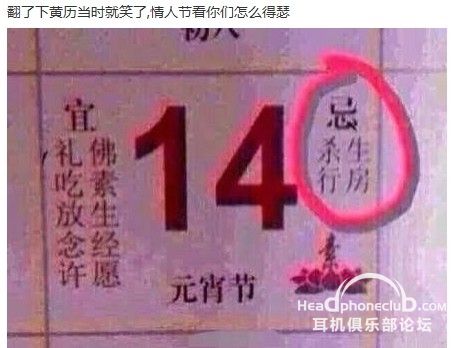 翻了下黄历当时就笑了,情人节看你们怎么得瑟
宜
礼佛
吃素
放生
念经
许愿
14
忌
杀生
行房
素
元宵节
Headphoneclub.com
耳机俱乐部论坛